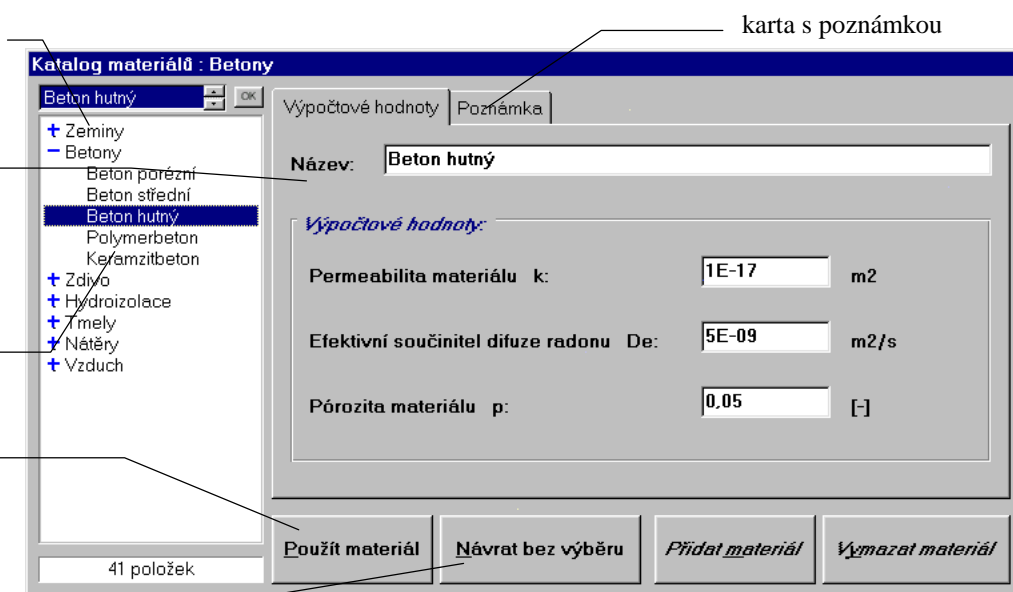 karta s poznámkou
Katalog materiálů : Betony
Beton hutný
OK
+ Zeminy
− Betony
Beton porézní
Beton střední
Beton hutný
Polymerbeton
Keramzitbeton
+ Zdivo
+ Hydroizolace
+ Tmely
+ Nátěry
+ Vzduch
41 položek
Výpočtové hodnoty Poznámka
Název: Beton hutný
Výpočtové hodnoty:
Permeabilita materiálu k: 1E-17 m2
Efektivní součinitel difuze radonu De: 5E-09 m2/s
Pórozita materiálu p: 0,05 [-]
Použít materiál Návrat bez výběru Přidat materiál Vymazat materiál